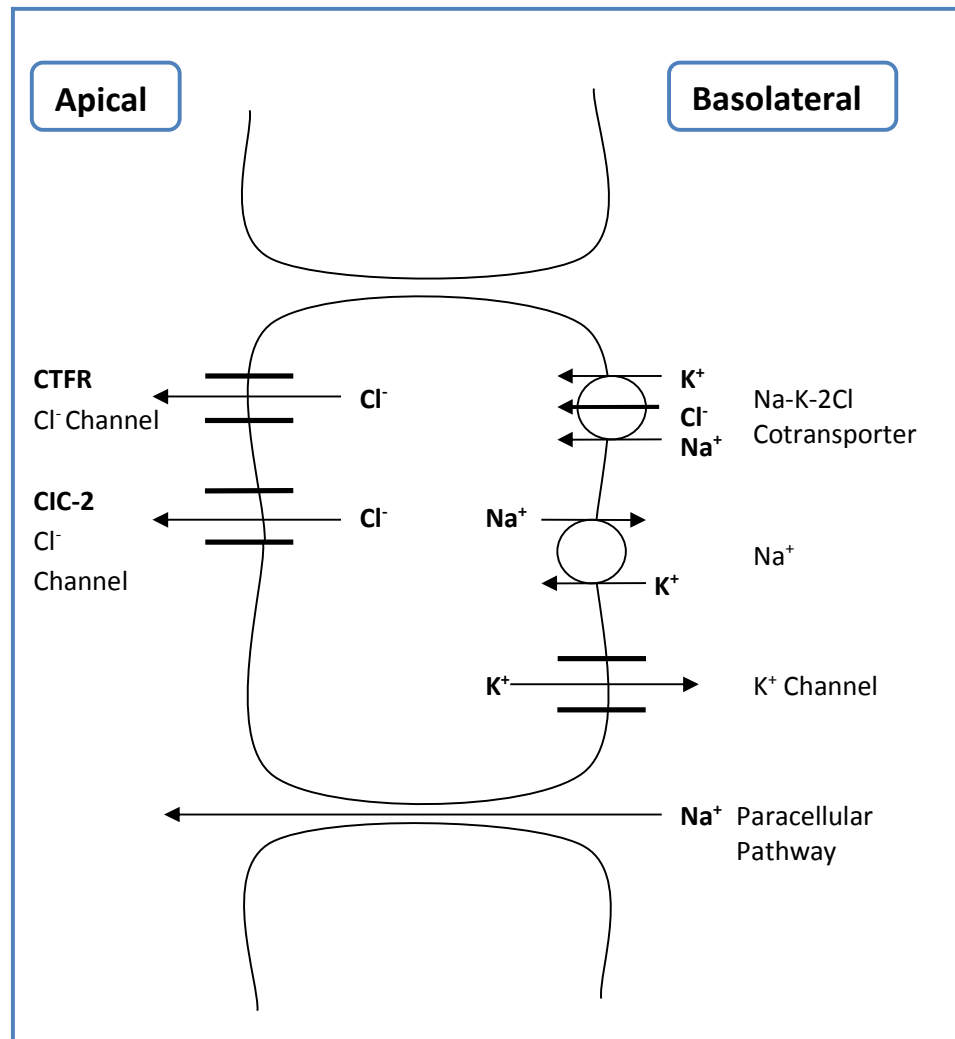 Apical
Basolateral
CTFR
Cl⁻ Channel
Cl⁻
K⁺
Cl⁻
Na⁺
Na-K-2Cl
Cotransporter
CIC-2
Cl⁻
Channel
Cl⁻
Na⁺
K⁺
Na⁺
K⁺
K⁺ Channel
Na⁺ Paracellular
Pathway